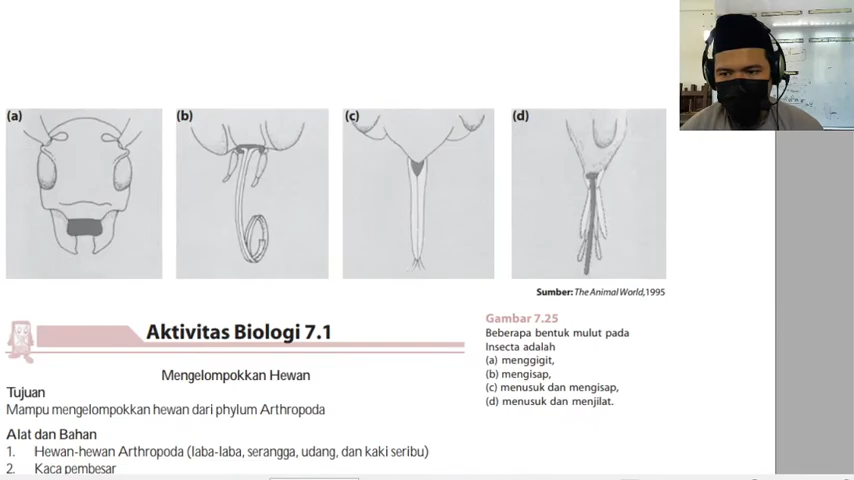 (a)
(b)
(c)
(d)
Sumber: The Animal World,1995
Gambar 7.25
Beberapa bentuk mulut pada
Insecta adalah
(a) menggigit,
(b) mengisap,
(c) menusuk dan mengisap,
(d) menusuk dan menjilat.
Aktivitas Biologi 7.1
Mengelompokkan Hewan
Tujuan
Mampu mengelompokkan hewan dari phylum Arthropoda
Alat dan Bahan
1. Hewan-hewan Arthropoda (laba-laba, serangga, udang, dan kaki seribu)
2. Kaca pembesar